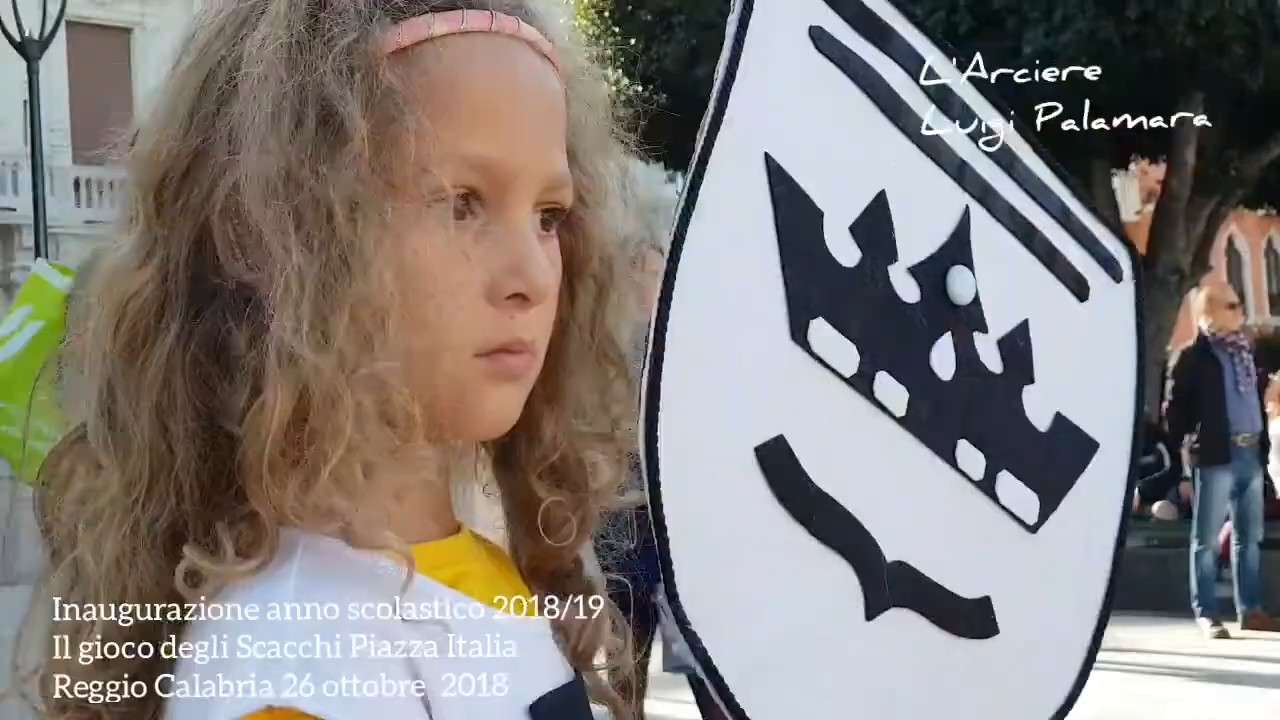 L'Arciere
Luigi Palamara
Inaugurazione anno scolastico 2018/19
Il gioco degli Scacchi Piazza Italia
Reggio Calabria 26 ottobre 2018